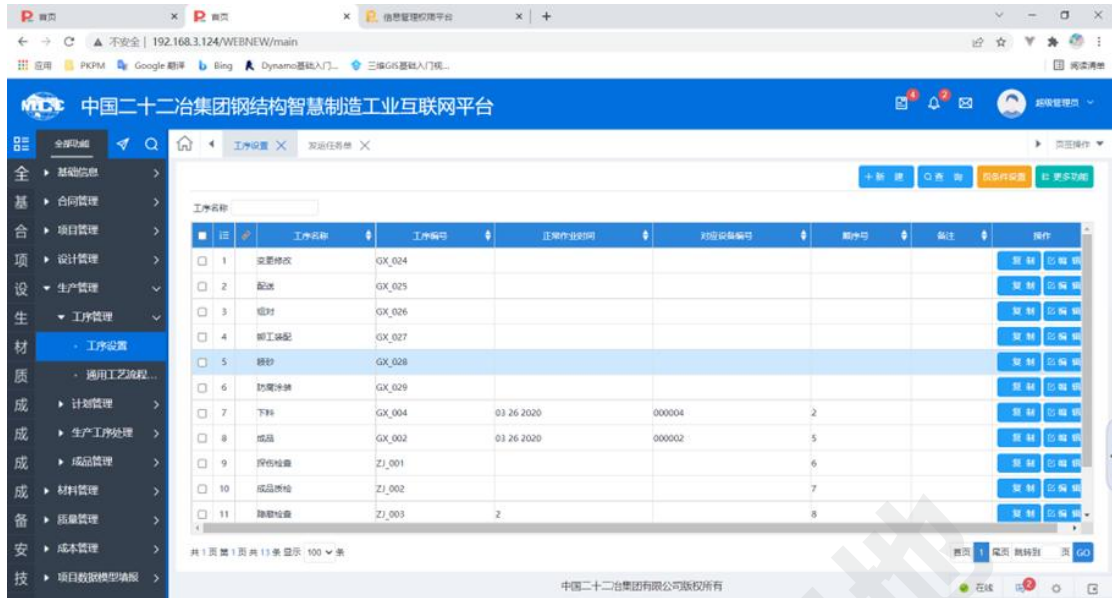 首页
首页
信息管理权限平台
不安全 | 192.168.3.124/WEBNEW/main
应用 PKPM Google 翻译 Bing Dynamo基础入门... 三维GIS基础入门视... 阅读清单
MCC 中国二十二冶集团钢结构智慧制造工业互联网平台 4 2 超级管理员
全部功能 工序设置 发运任务单 页签操作
全 基础信息
基 合同管理
合 项目管理
项 设计管理
设 生产管理
生 工序管理
材 工序设置
质 通用工艺流程...
成 计划管理
成 生产工序处理
成 成品管理
成 材料管理
备 质量管理
安 成本管理
技 项目数据模型填报
新 建 查 询 更多功能
工序名称
工序名称 工序编号 正常作业时间 对应设备编号 顺序号 备注 操作
1 变更修改 GX_024 复 制 编 辑
2 配送 GX_025 复 制 编 辑
3 组对 GX_026 复 制 编 辑
4 铆工装配 GX_027 复 制 编 辑
5 GX_028 复 制 编 辑
6 防腐涂装 GX_029 复 制 编 辑
7 下料 GX_004 03 26 2020 000004 2 复 制 编 辑
8 成品 GX_002 03 26 2020 000002 5 复 制 编 辑
9 探伤检查 ZJ_001 6 复 制 编 辑
10 成品质检 ZJ_002 7 复 制 编 辑
11 隐蔽检查 ZJ_003 2 8 复 制 编 辑
共 1 页 第 1 页 共 13 条 显示 100 条 首页 1 尾页 跳转到 页 GO
中国二十二冶集团有限公司版权所有 在线 2